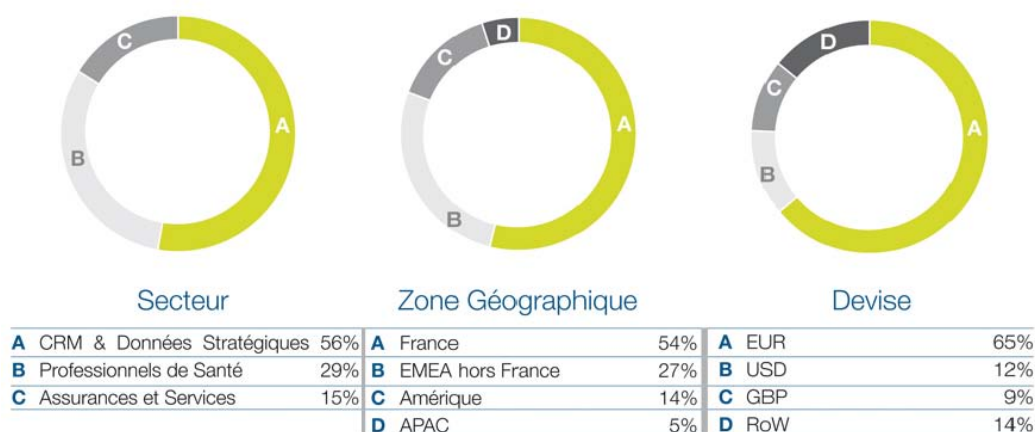 A
B
C
A
B
C
D
A
B
C
D
Secteur
A CRM & Données Stratégiques 56%
B Professionnels de Santé 29%
C Assurances et Services 15%
Zone Géographique
A France 54%
B EMEA hors France 27%
C Amérique 14%
D APAC 5%
Devise
A EUR 65%
B USD 12%
C GBP 9%
D RoW 14%